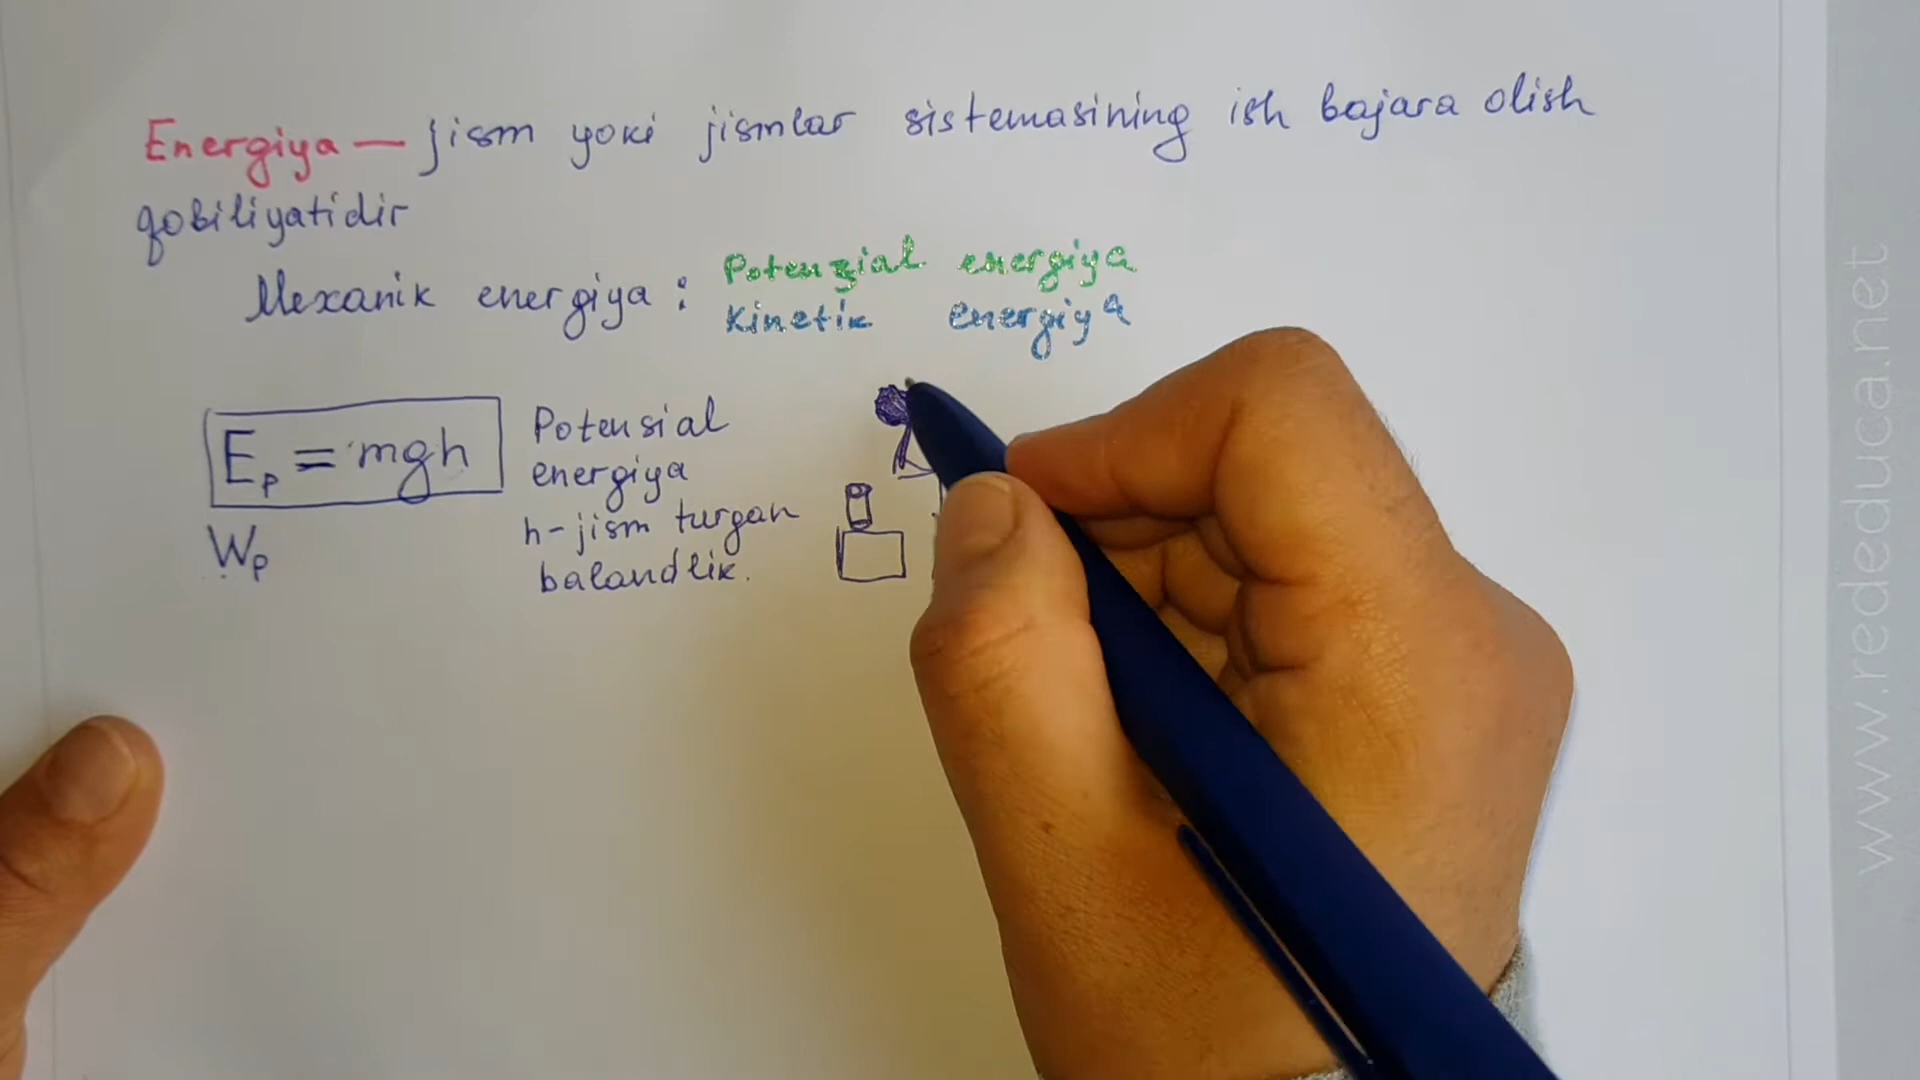 Energiya — jism yoki jismlar sistemasining ish bajara olish
qobiliyatidir
Mexanik energiya : Potensial energiya
Kinetik energiya
Ep = mgh
Wp
Potensial
energiya
h-jism turgan
balandlik.
www.rededuca.net